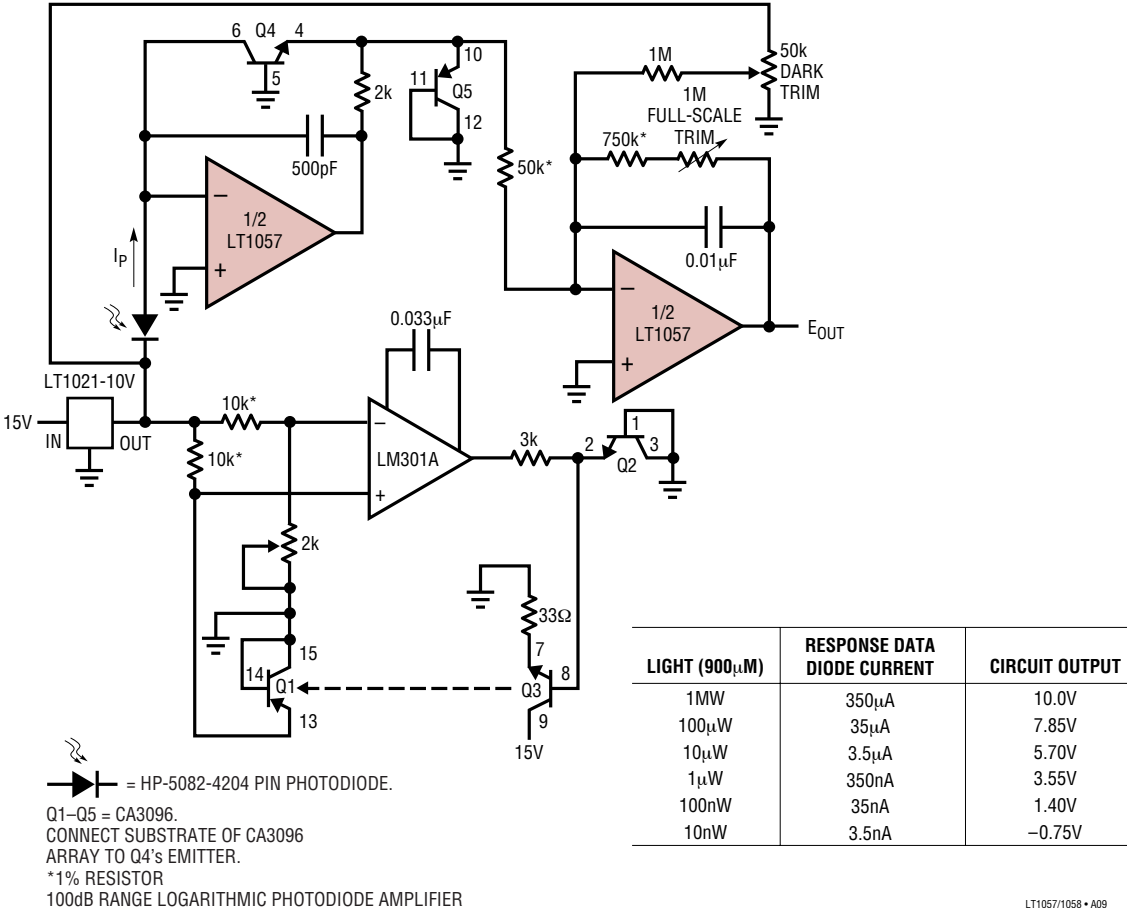 6 Q4 4
5
2k
500pF
10
11
Q5
12
50k*
1M
50k
DARK
TRIM
1M
FULL-SCALE
TRIM
750k*
0.01µF
–
1/2
LT1057
+
IP
–
1/2
LT1057
+
EOUT
0.033µF
LT1021-10V
15V
IN
OUT
10k*
10k*
–
LM301A
+
3k
1
2
3
Q2
2k
33Ω
15
14
Q1
13
7
8
Q3
9
15V
= HP-5082-4204 PIN PHOTODIODE.
Q1–Q5 = CA3096.
CONNECT SUBSTRATE OF CA3096
ARRAY TO Q4's EMITTER.
*1% RESISTOR
100dB RANGE LOGARITHMIC PHOTODIODE AMPLIFIER
LIGHT (900µM) RESPONSE DATA DIODE CURRENT CIRCUIT OUTPUT
1MW 350µA 10.0V
100µW 35µA 7.85V
10µW 3.5µA 5.70V
1µW 350nA 3.55V
100nW 35nA 1.40V
10nW 3.5nA –0.75V
LT1057/1058 • A09